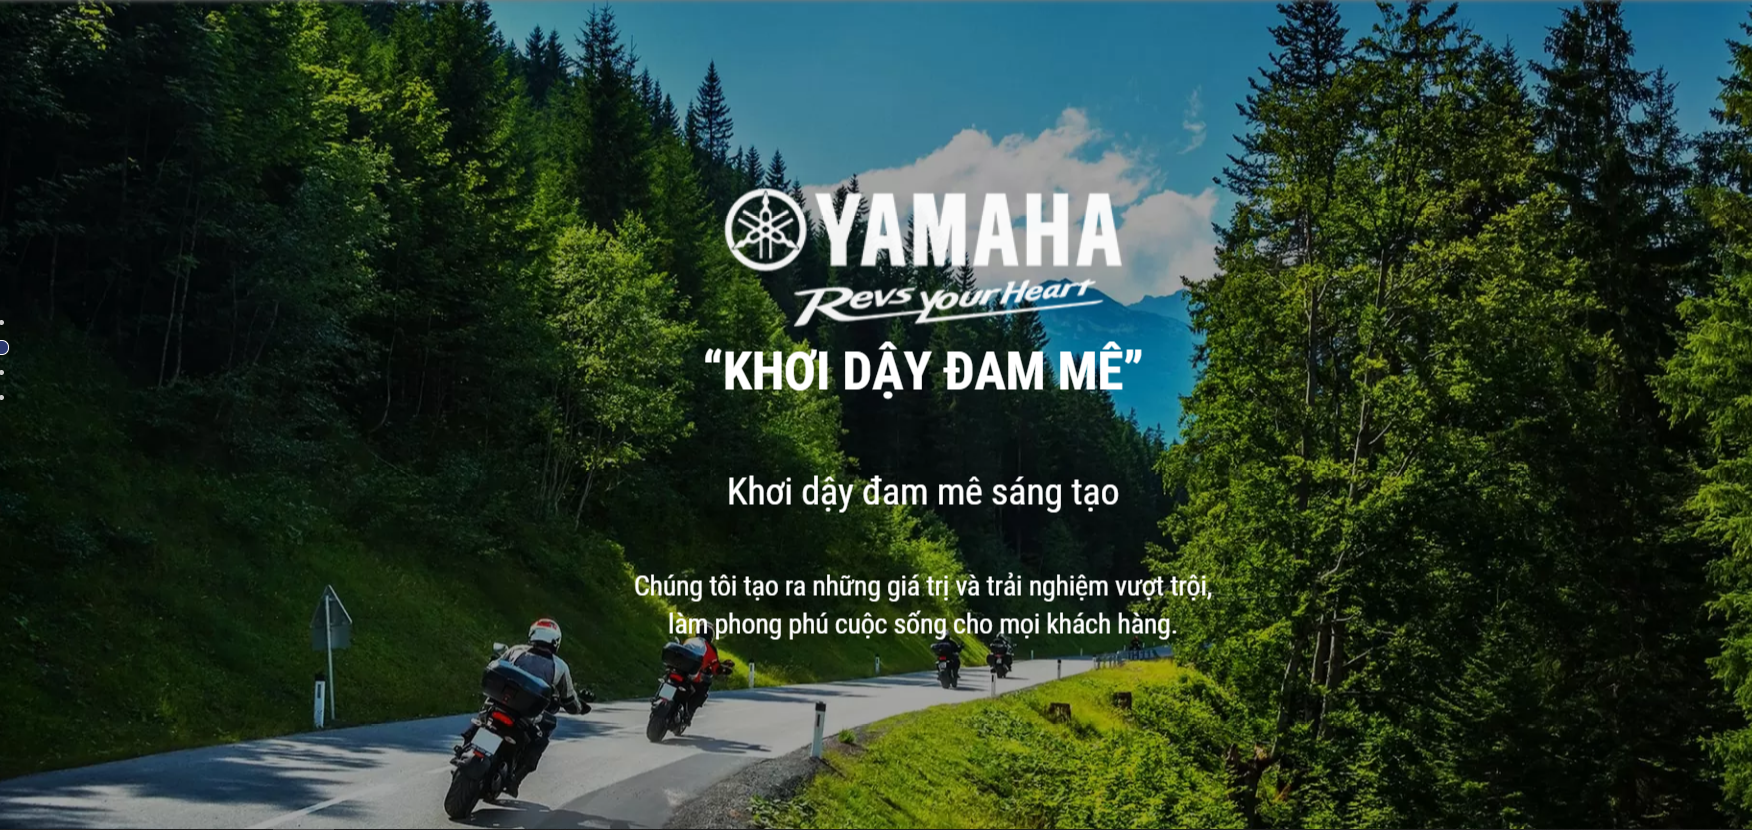 YAMAHA
Revs your Heart
“KHƠI DẬY ĐAM MÊ”
Khơi dậy đam mê sáng tạo
Chúng tôi tạo ra những giá trị và trải nghiệm vượt trội,
làm phong phú cuộc sống cho mọi khách hàng.